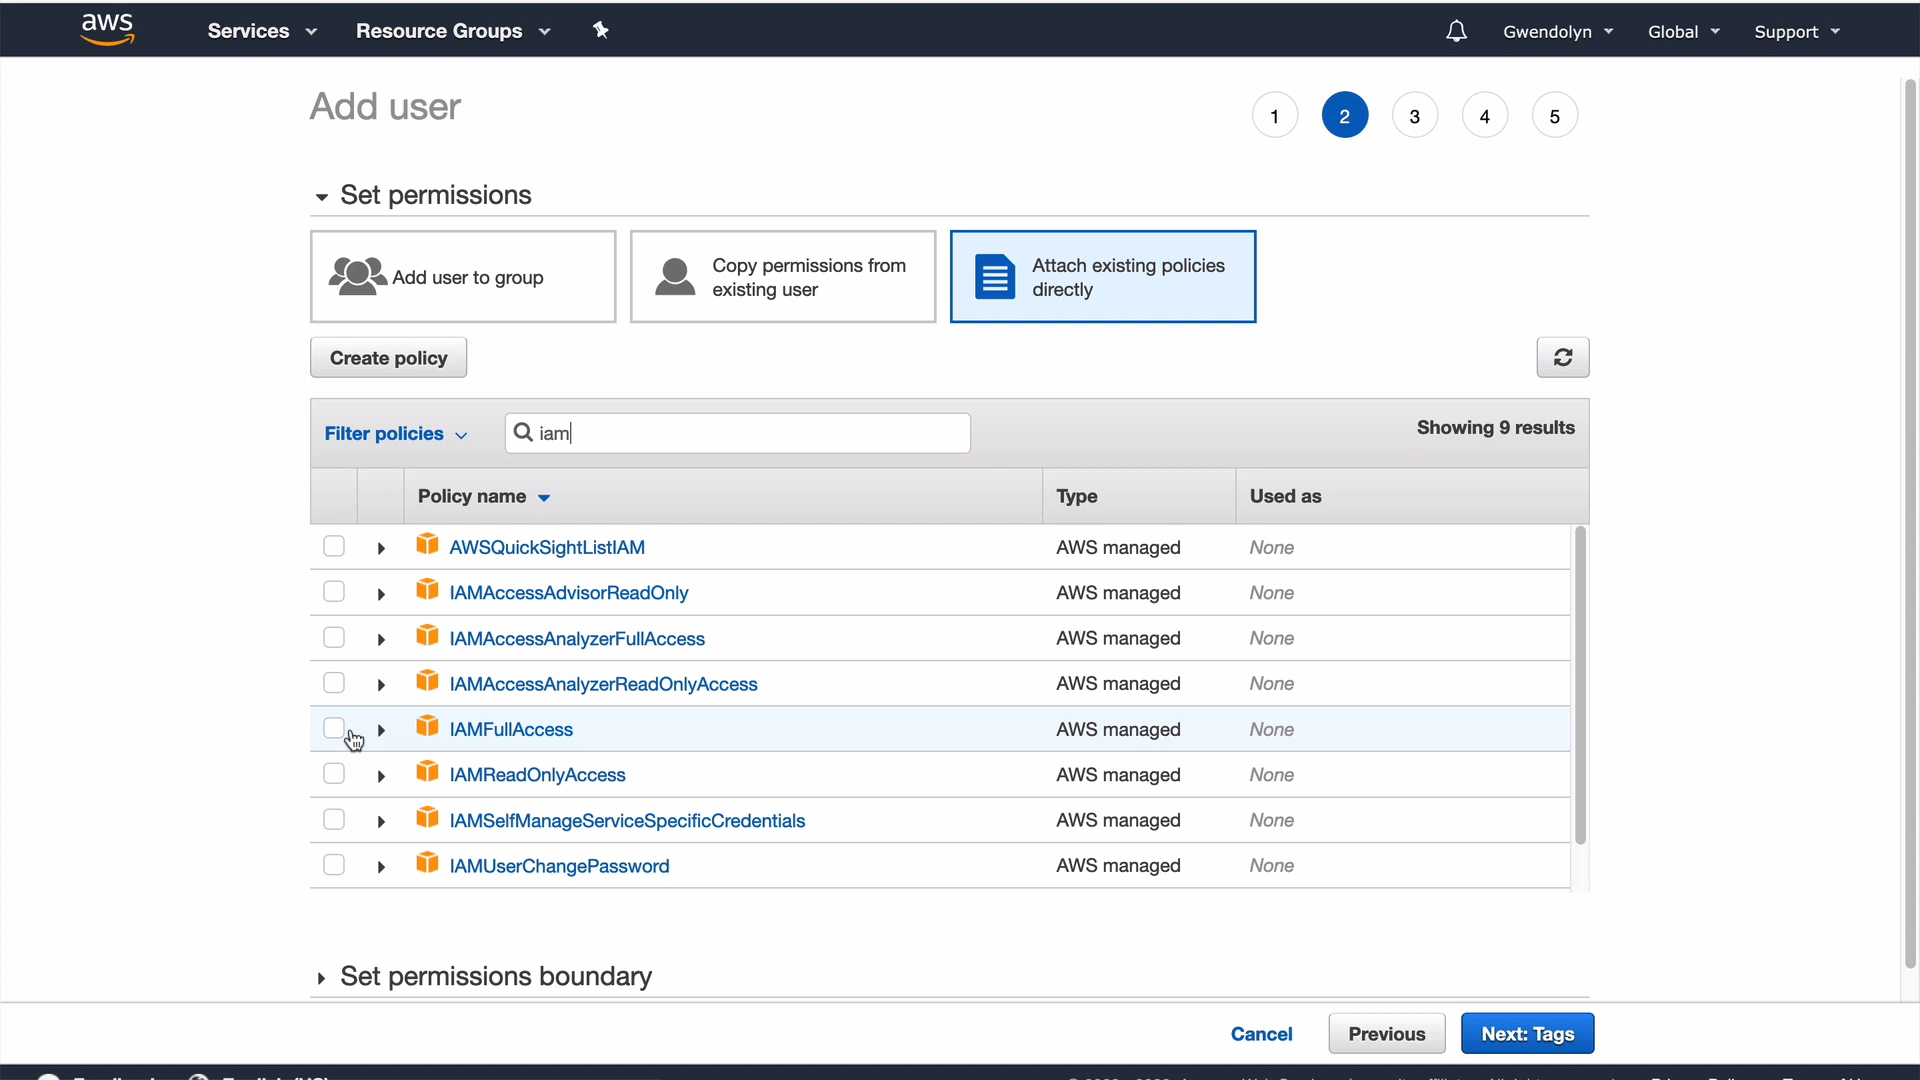 aws Services Resource Groups Gwendolyn Global Support
Add user
1 2 3 4 5
Set permissions
Add user to group
Copy permissions from
existing user
Attach existing policies
directly
Create policy
Filter policies iam Showing 9 results
Policy name Type Used as
AWSQuickSightListIAM AWS managed None
IAMAccessAdvisorReadOnly AWS managed None
IAMAccessAnalyzerFullAccess AWS managed None
IAMAccessAnalyzerReadOnlyAccess AWS managed None
IAMFullAccess AWS managed None
IAMReadOnlyAccess AWS managed None
IAMSelfManageServiceSpecificCredentials AWS managed None
IAMUserChangePassword AWS managed None
Set permissions boundary
Cancel Previous Next: Tags